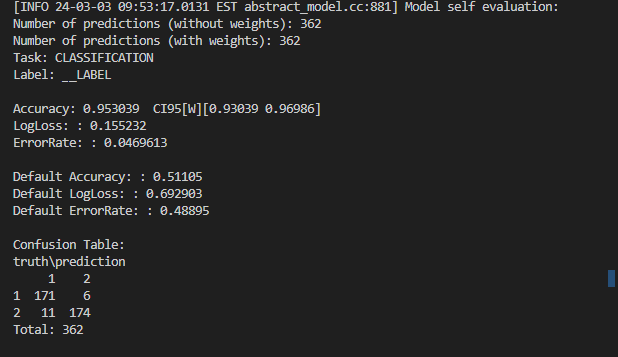 [INFO 24-03-03 09:53:17.0131 EST abstract_model.cc:881] Model self evaluation:
Number of predictions (without weights): 362
Number of predictions (with weights): 362
Task: CLASSIFICATION
Label: __LABEL

Accuracy: 0.953039  CI95[W][0.93039 0.96986]
LogLoss: : 0.155232
ErrorRate: : 0.0469613

Default Accuracy: : 0.51105
Default LogLoss: : 0.692903
Default ErrorRate: : 0.48895

Confusion Table:
truth\prediction
     1    2
1  171    6
2   11  174
Total: 362